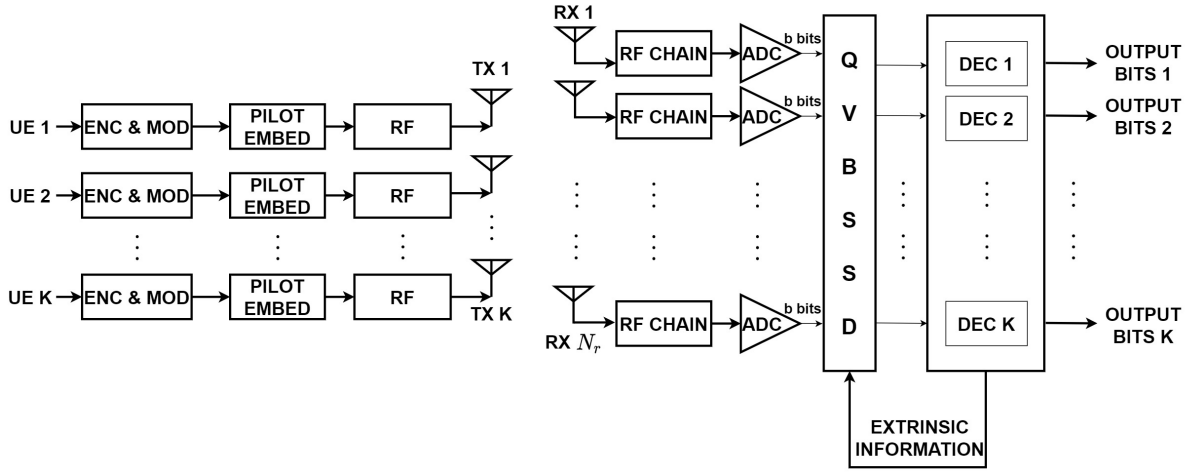 UE 1
ENC & MOD
PILOT
EMBED
RF
TX 1
UE 2
ENC & MOD
PILOT
EMBED
RF
UE K
ENC & MOD
PILOT
EMBED
RF
TX K
RX 1
RF CHAIN
ADC
b bits
RF CHAIN
ADC
b bits
RX Nr
RF CHAIN
ADC
b bits
Q
V
B
S
S
D
DEC 1
OUTPUT
BITS 1
DEC 2
OUTPUT
BITS 2
DEC K
OUTPUT
BITS K
EXTRINSIC
INFORMATION